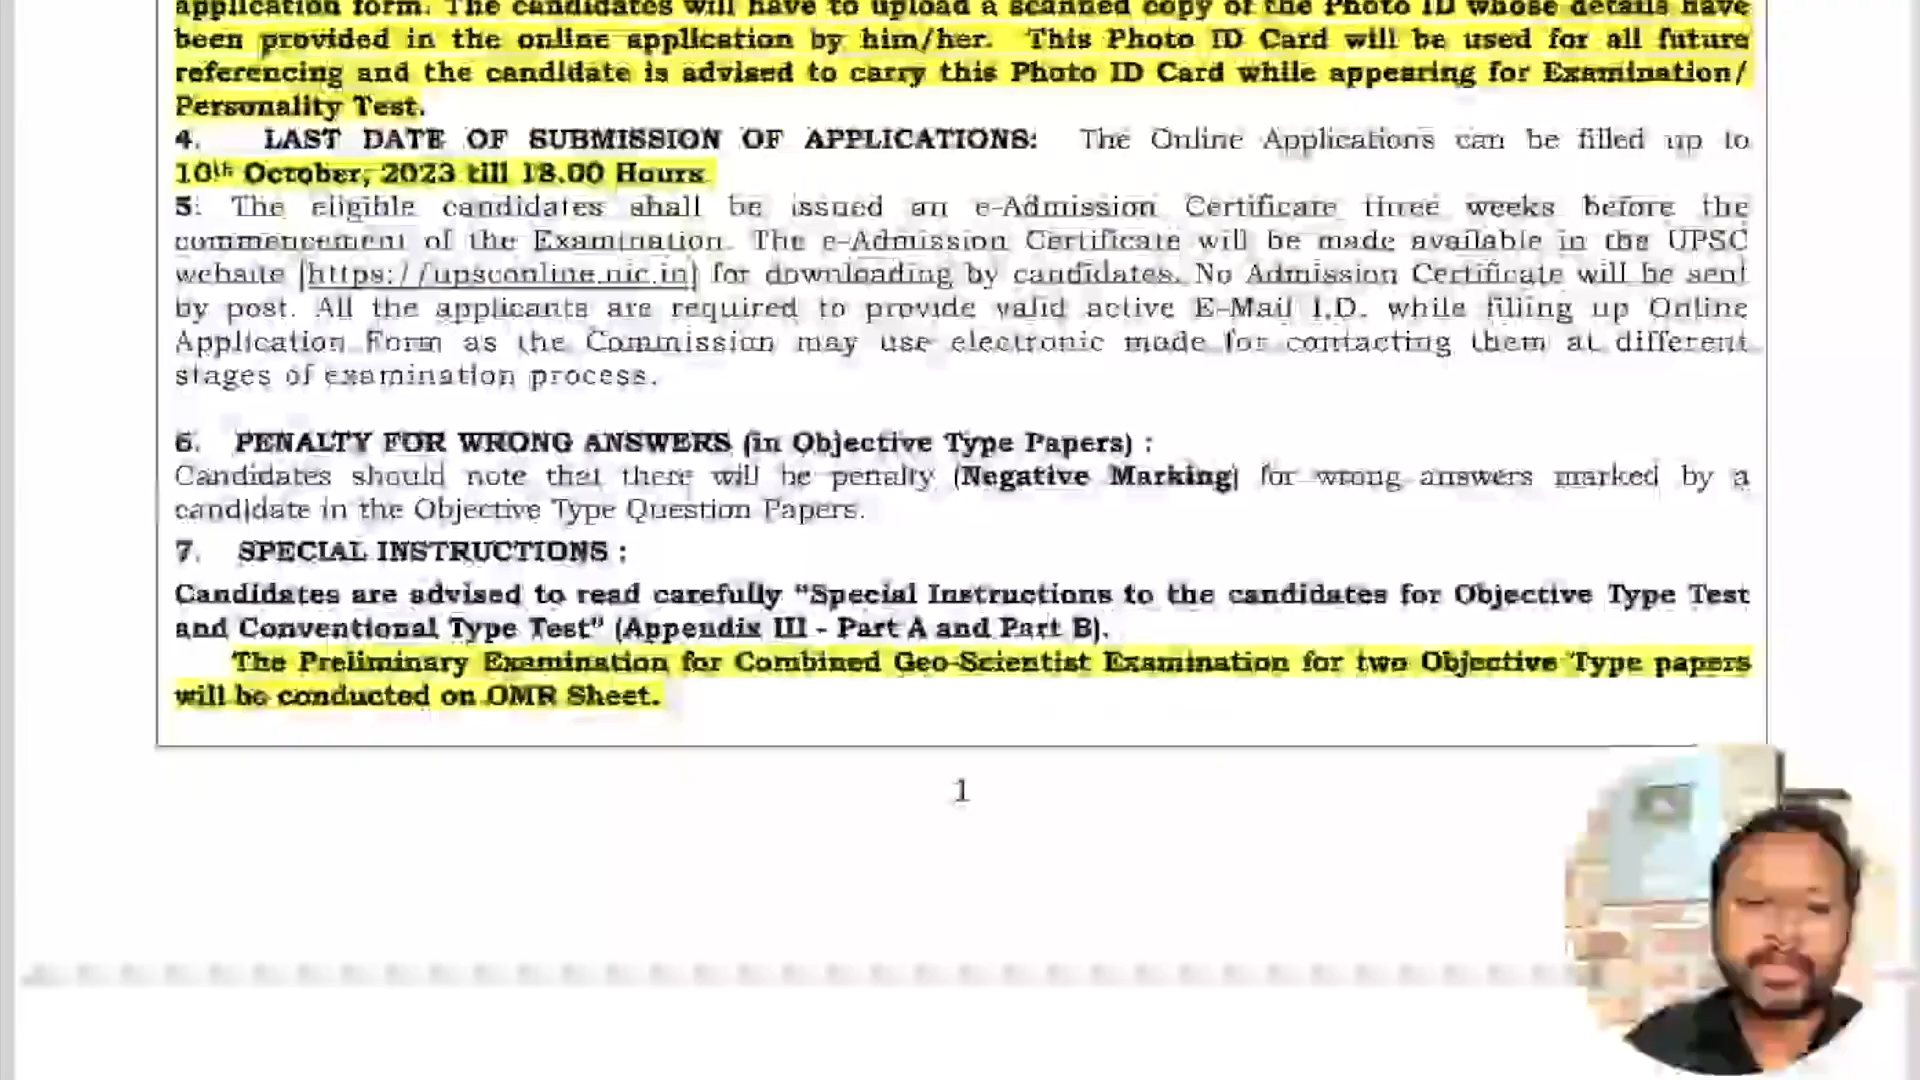 application form. The candidates will have to upload a scanned copy of the Photo ID whose details have
been provided in the online application by him/her. This Photo ID Card will be used for all future
referencing and the candidate is advised to carry this Photo ID Card while appearing for Examination/
Personality Test.
4. LAST DATE OF SUBMISSION OF APPLICATIONS: The Online Applications can be filled up to
10th October, 2023 till 18.00 Hours
5. The eligible candidates shall be issued an e-Admission Certificate three weeks before the
commencement of the Examination. The e-Admission Certificate will be made available in the UPSC
website [https://upsconline.nic.in] for downloading by candidates. No Admission Certificate will be sent
by post. All the applicants are required to provide valid active E-Mail I.D. while filling up Online
Application Form as the Commission may use electronic mode for contacting them at different
stages of examination process.
6. PENALTY FOR WRONG ANSWERS (in Objective Type Papers) :
Candidates should note that there will be penalty (Negative Marking) for wrong answers marked by a
candidate in the Objective Type Question Papers.
7. SPECIAL INSTRUCTIONS :
Candidates are advised to read carefully "Special Instructions to the candidates for Objective Type Test
and Conventional Type Test" (Appendix III - Part A and Part B).
The Preliminary Examination for Combined Geo-Scientist Examination for two Objective Type papers
will be conducted on OMR Sheet.
1